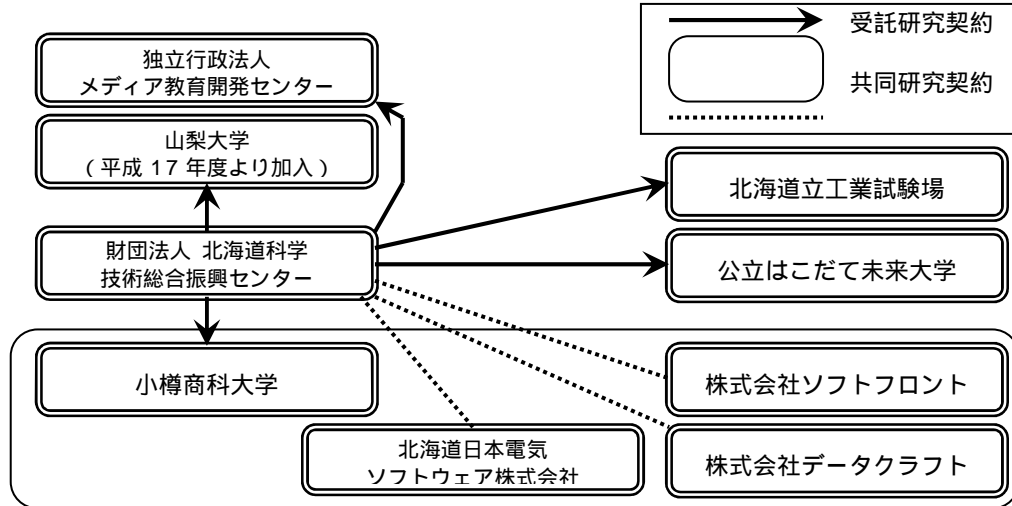 受託研究契約
共同研究契約
独立行政法人
メディア教育開発センター
山梨大学
(平成 17 年度より加入)
北海道立工業試験場
財団法人 北海道科学
技術総合振興センター
公立はこだて未来大学
小樽商科大学
株式会社ソフトフロント
北海道日本電気
ソフトウェア株式会社
株式会社データクラフト